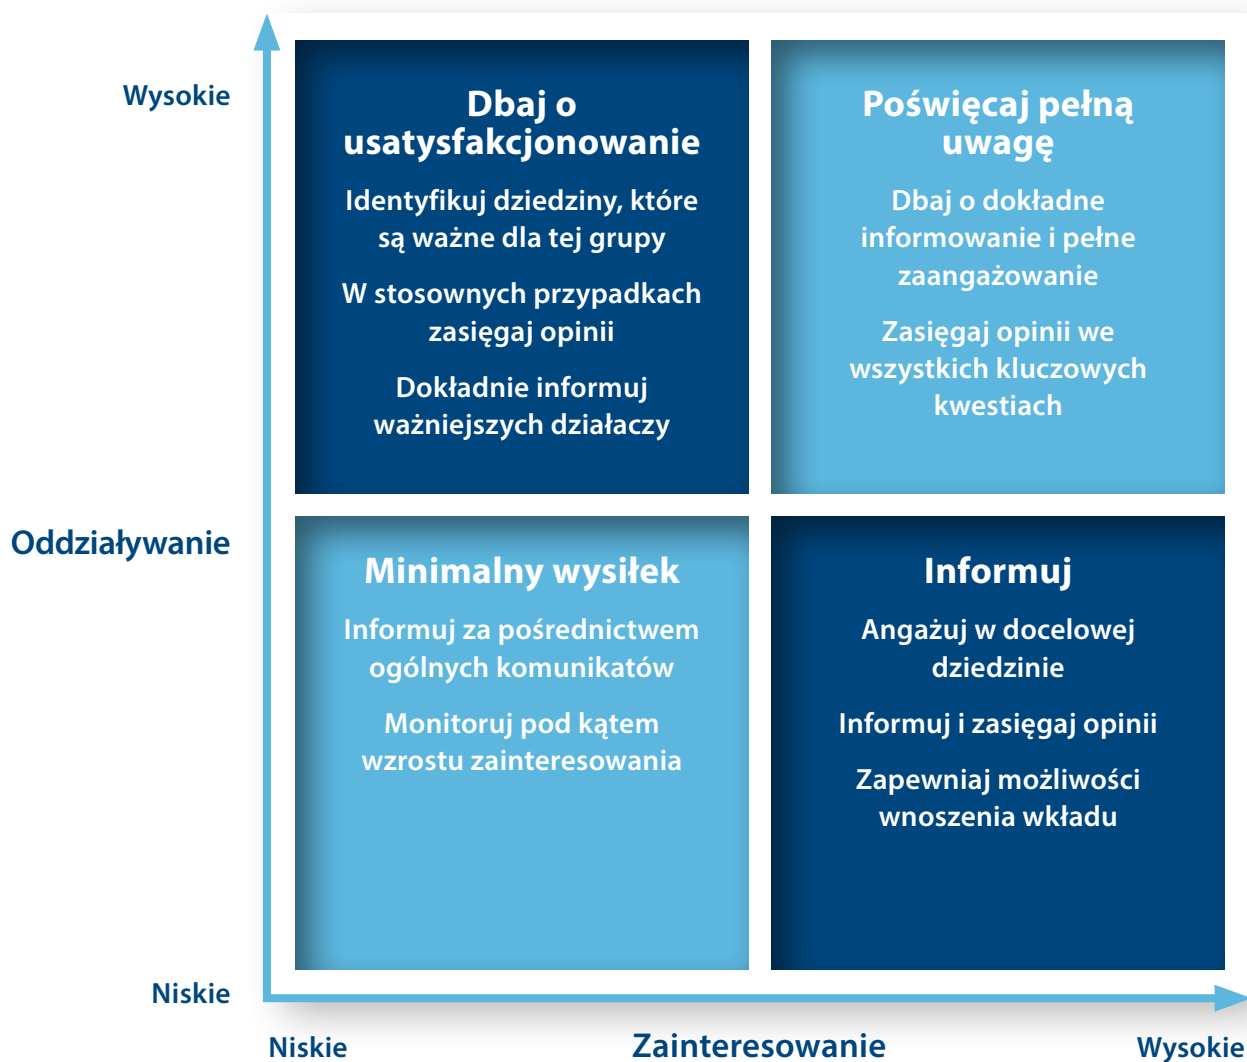 Wysokie
Dbaj o
usatysfakcjonowanie
Identyfikuj dziedziny, które
są ważne dla tej grupy
W stosownych przypadkach
zasięgaj opinii
Dokładnie informuj
ważniejszych działaczy
Poświęcaj pełną
uwagę
Dbaj o dokładne
informowanie i pełne
zaangażowanie
Zasięgaj opinii we
wszystkich kluczowych
kwestiach
Oddziaływanie
Minimalny wysiłek
Informuj za pośrednictwem
ogólnych komunikatów
Monitoruj pod kątem
wzrostu zainteresowania
Informuj
Angażuj w docelowej
dziedzinie
Informuj i zasięgaj opinii
Zapewniaj możliwości
wnoszenia wkładu
Niskie
Niskie
Zainteresowanie
Wysokie